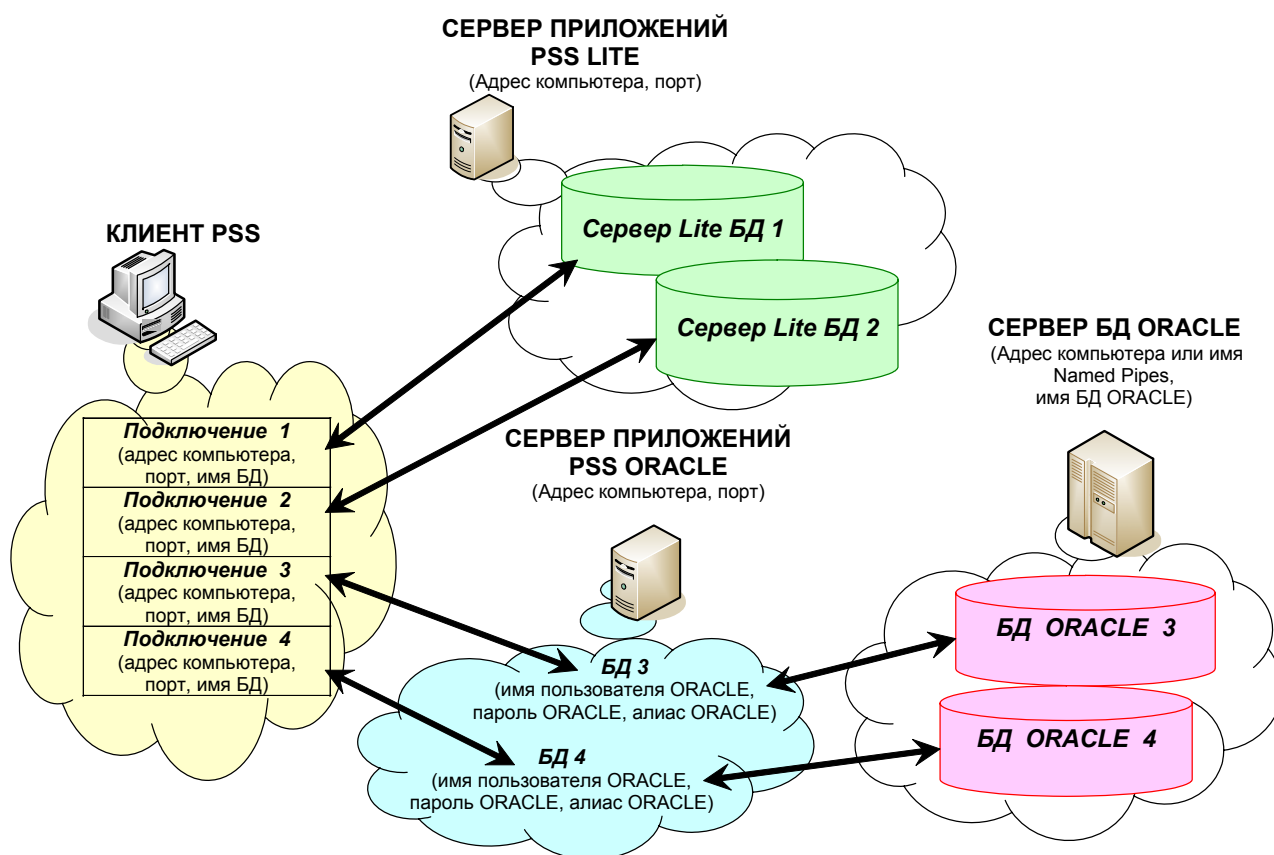 СЕРВЕР ПРИЛОЖЕНИЙ
PSS LITE
(Адрес компьютера, порт)
Сервер Lite БД 1
Сервер Lite БД 2
КЛИЕНТ PSS
Подключение 1
(адрес компьютера,
порт, имя БД)
Подключение 2
(адрес компьютера,
порт, имя БД)
Подключение 3
(адрес компьютера,
порт, имя БД)
Подключение 4
(адрес компьютера,
порт, имя БД)
СЕРВЕР ПРИЛОЖЕНИЙ
PSS ORACLE
(Адрес компьютера, порт)
БД 3
(имя пользователя ORACLE,
пароль ORACLE, алиас ORACLE)
БД 4
(имя пользователя ORACLE,
пароль ORACLE, алиас ORACLE)
СЕРВЕР БД ORACLE
(Адрес компьютера или имя
Named Pipes,
имя БД ORACLE)
БД ORACLE 3
БД ORACLE 4